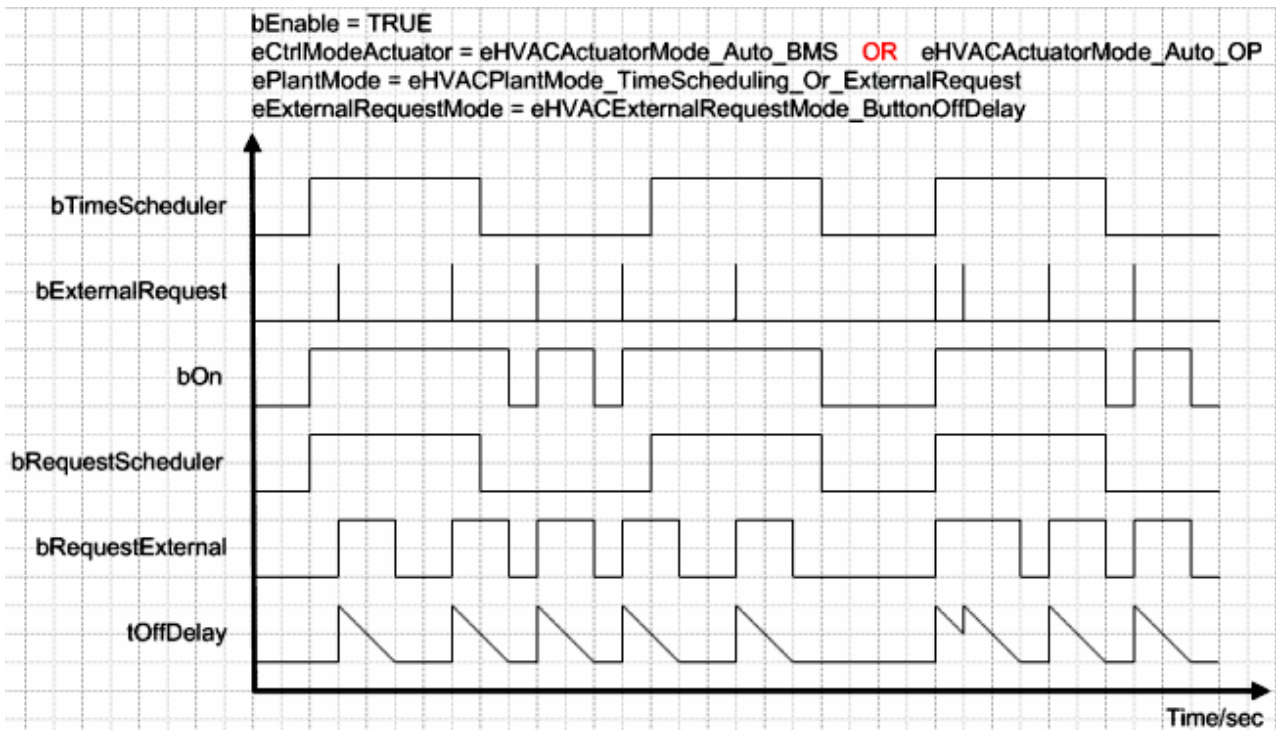 bEnable = TRUE
eCtrlModeActuator = eHVACActuatorMode_Auto_BMS OR eHVACActuatorMode_Auto_OP
ePlantMode = eHVACPlantMode_TimeScheduling_Or_ExternalRequest
eExternalRequestMode = eHVACExternalRequestMode_ButtonOffDelay
bTimeScheduler
bExternalRequest
bOn
bRequestScheduler
bRequestExternal
tOffDelay
Time/sec